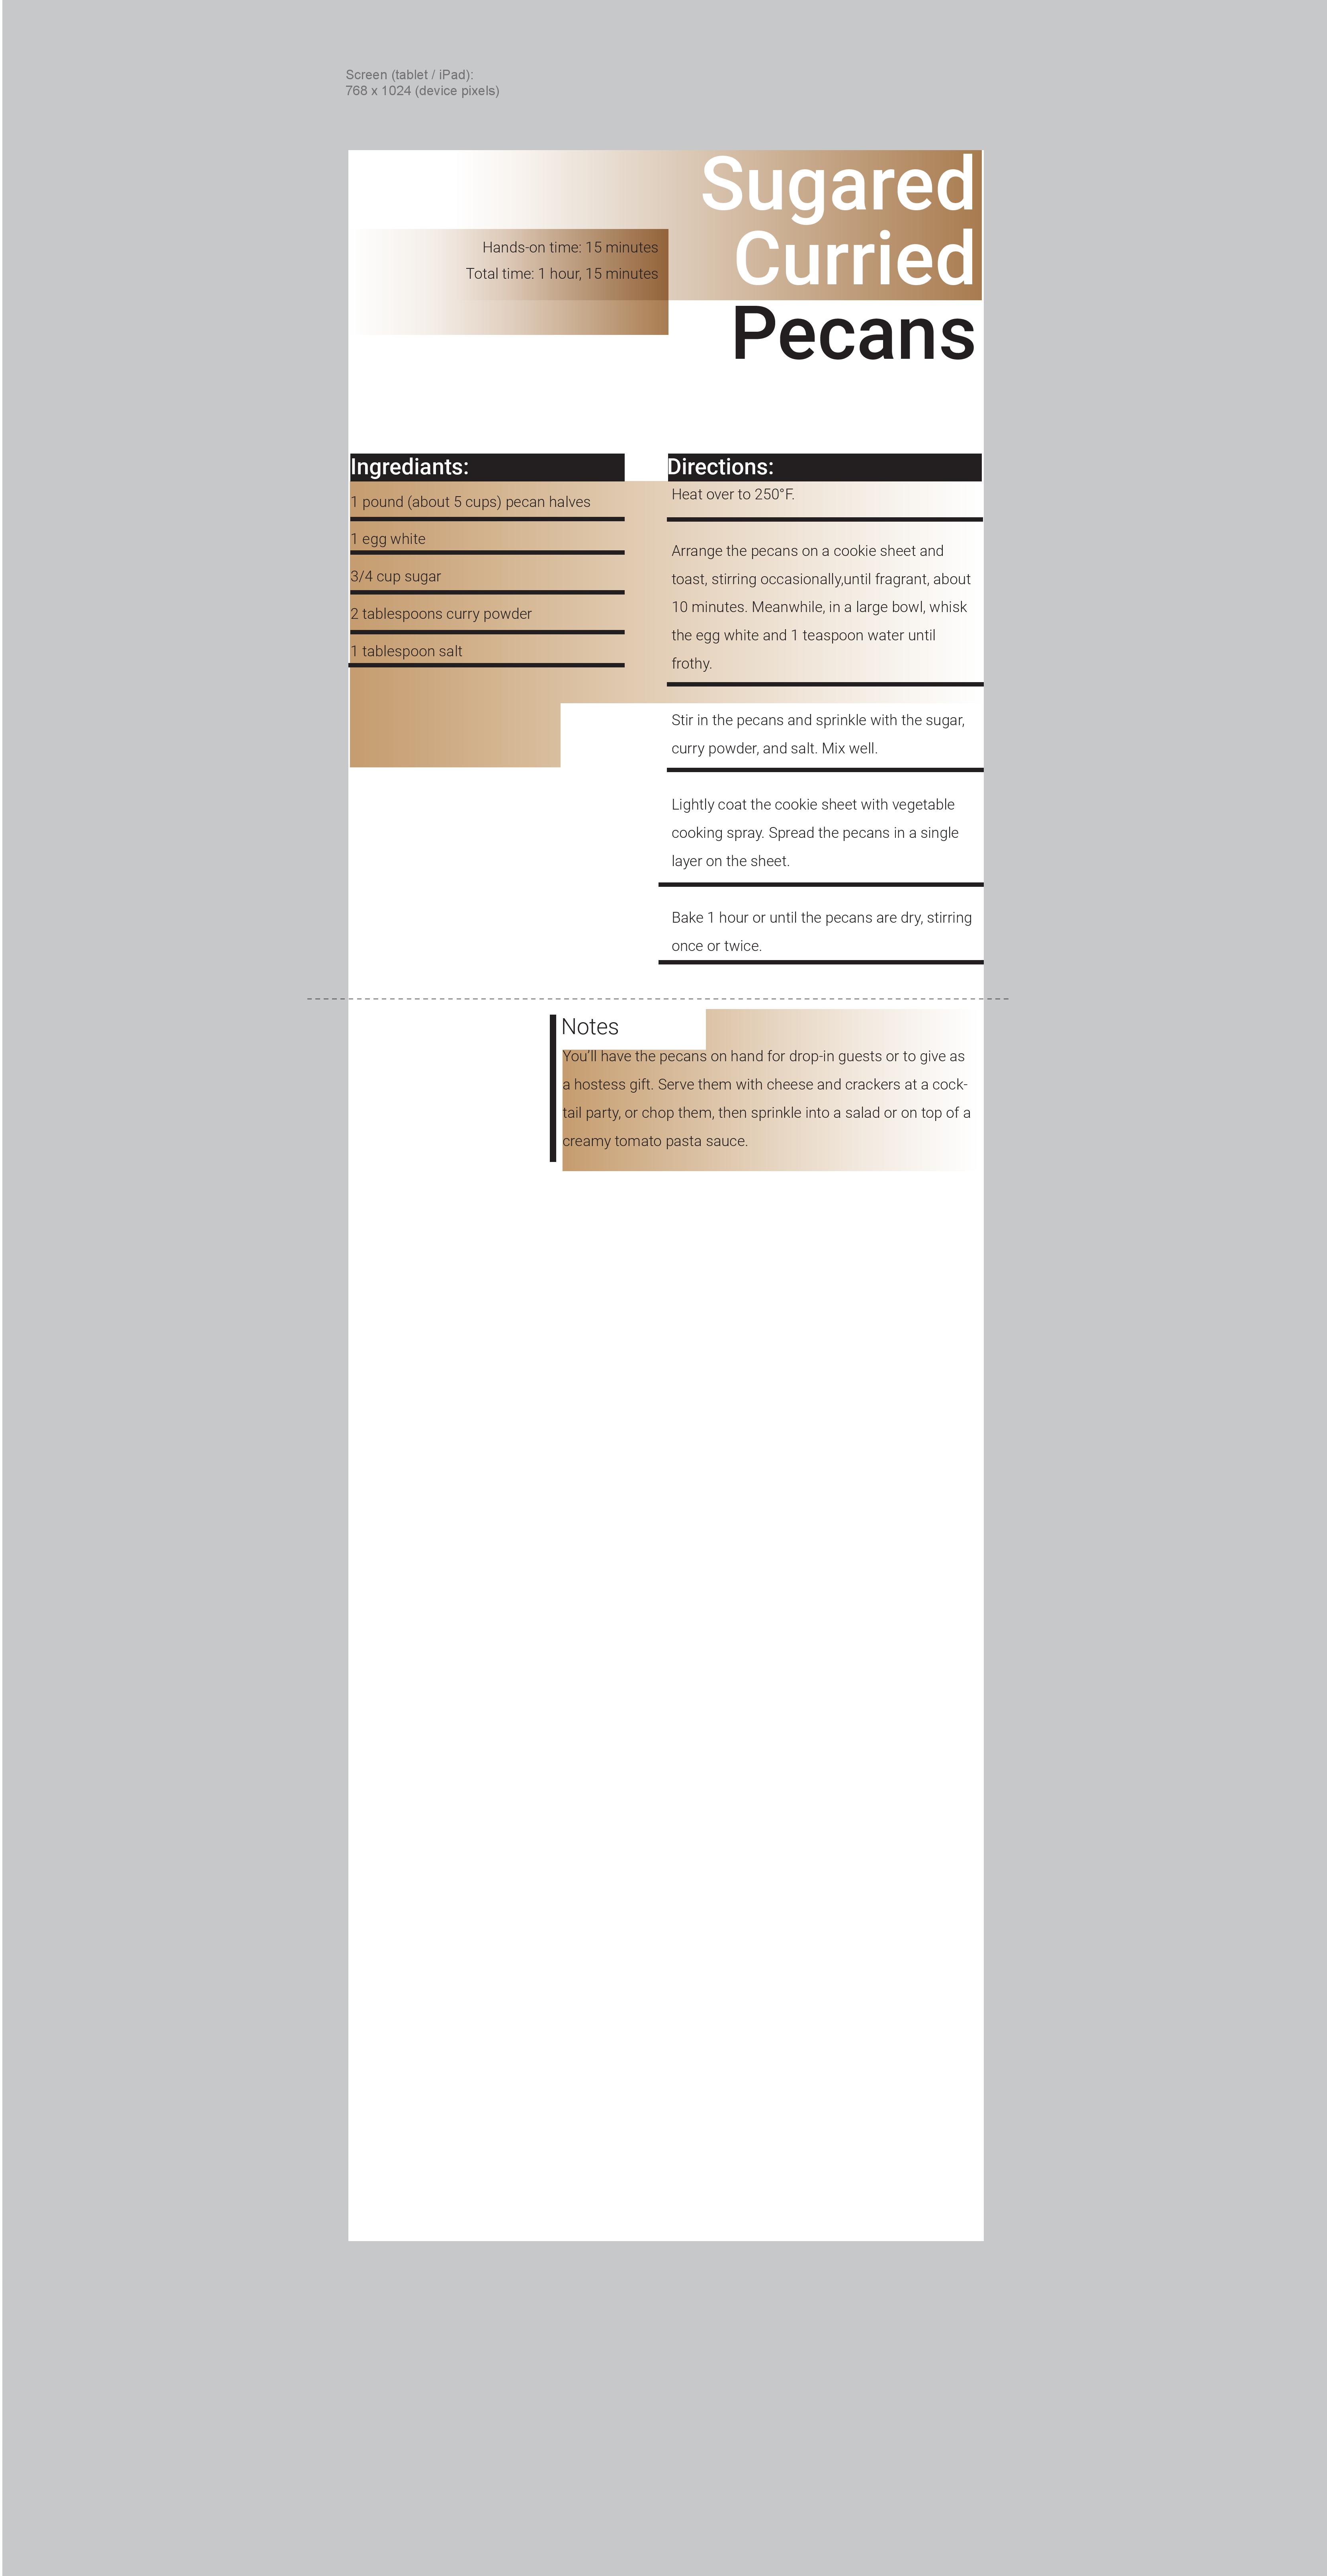 Screen (tablet / iPad):
768 x 1024 (device pixels)
Sugared
Curried
Pecans
Hands-on time: 15 minutes
Total time: 1 hour, 15 minutes
Ingrediants:
1 pound (about 5 cups) pecan halves
1 egg white
3/4 cup sugar
2 tablespoons curry powder
1 tablespoon salt
Directions:
Heat over to 250°F.
Arrange the pecans on a cookie sheet and
toast, stirring occasionally,until fragrant, about
10 minutes. Meanwhile, in a large bowl, whisk
the egg white and 1 teaspoon water until
frothy.
Stir in the pecans and sprinkle with the sugar,
curry powder, and salt. Mix well.
Lightly coat the cookie sheet with vegetable
cooking spray. Spread the pecans in a single
layer on the sheet.
Bake 1 hour or until the pecans are dry, stirring
once or twice.
Notes
You'll have the pecans on hand for drop-in guests or to give as
a hostess gift. Serve them with cheese and crackers at a cock-
tail party, or chop them, then sprinkle into a salad or on top of a
creamy tomato pasta sauce.